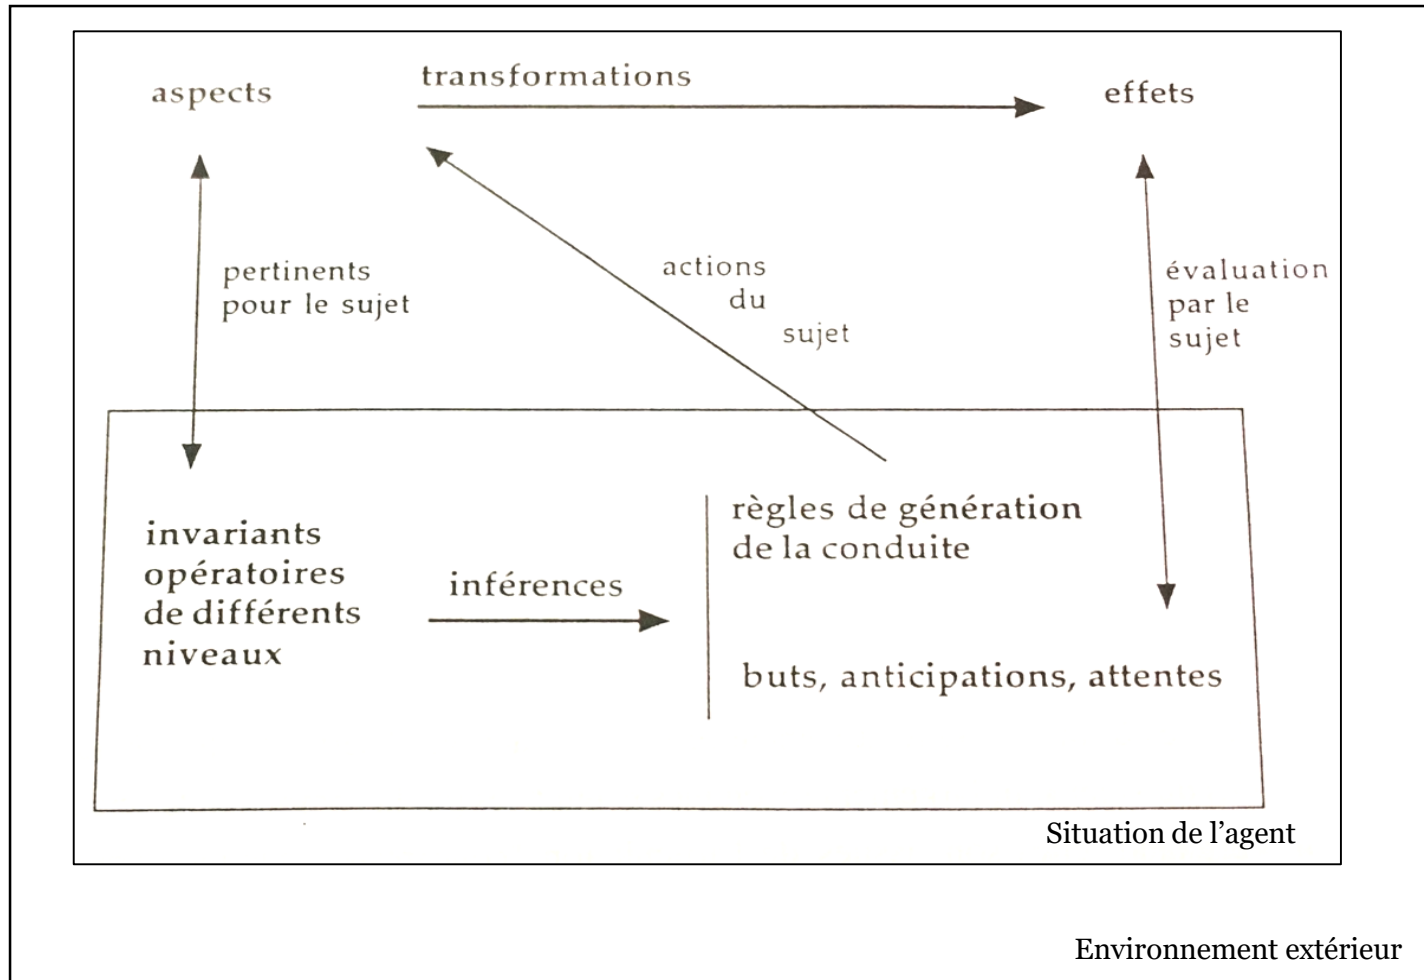 aspects
transformations
effets
pertinents
pour le sujet
actions
du
sujet
évaluation
par le
sujet
invariants
opératoires
de différents
niveaux
inférences
règles de génération
de la conduite
buts, anticipations, attentes
Situation de l’agent
Environnement extérieur